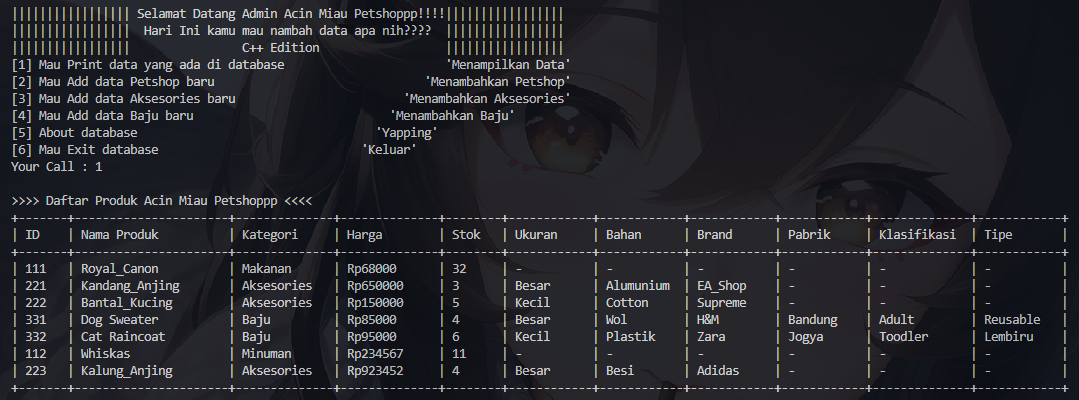 ||||||||||||||||| Selamat Datang Admin Acin Miau Petshoppp!!!!|||||||||||||||||
|||||||||||||||||  Hari Ini kamu mau nambah data apa nih????  |||||||||||||||||
|||||||||||||||||                C++ Edition                  |||||||||||||||||
[1] Mau Print data yang ada di database                       'Menampilkan Data'
[2] Mau Add data Petshop baru                              'Menambahkan Petshop'
[3] Mau Add data Aksesories baru                        'Menambahkan Aksesories'
[4] Mau Add data Baju baru                            'Menambahkan Baju'
[5] About database                                  'Yapping'
[6] Mau Exit database                             'Keluar'
Your Call : 1
>>>> Daftar Produk Acin Miau Petshoppp <<<<
+-------+----------------------+--------------+--------------+--------+------------+------------+------------+------------+---------------+------------+
| ID    | Nama Produk          | Kategori     | Harga        | Stok   | Ukuran     | Bahan      | Brand      | Pabrik     | Klasifikasi   | Tipe       |
+-------+----------------------+--------------+--------------+--------+------------+------------+------------+------------+---------------+------------+
| 111   | Royal_Canon          | Makanan      | Rp68000      | 32     | -          | -          | -          | -          | -             | -          |
| 221   | Kandang_Anjing       | Aksesories   | Rp650000     | 3      | Besar      | Alumunium  | EA_Shop    | -          | -             | -          |
| 222   | Bantal_Kucing        | Aksesories   | Rp150000     | 5      | Kecil      | Cotton     | Supreme    | -          | -             | -          |
| 331   | Dog Sweater          | Baju         | Rp85000      | 4      | Besar      | Wol        | H&M        | Bandung    | Adult         | Reusable   |
| 332   | Cat Raincoat         | Baju         | Rp95000      | 6      | Kecil      | Plastik    | Zara       | Jogya      | Toodler       | Lembiru    |
| 112   | Whiskas              | Minuman      | Rp234567     | 11     | -          | -          | -          | -          | -             | -          |
| 223   | Kalung_Anjing        | Aksesories   | Rp923452     | 4      | Besar      | Besi       | Adidas     | -          | -             | -          |
+-------+----------------------+--------------+--------------+--------+------------+------------+------------+------------+---------------+------------+